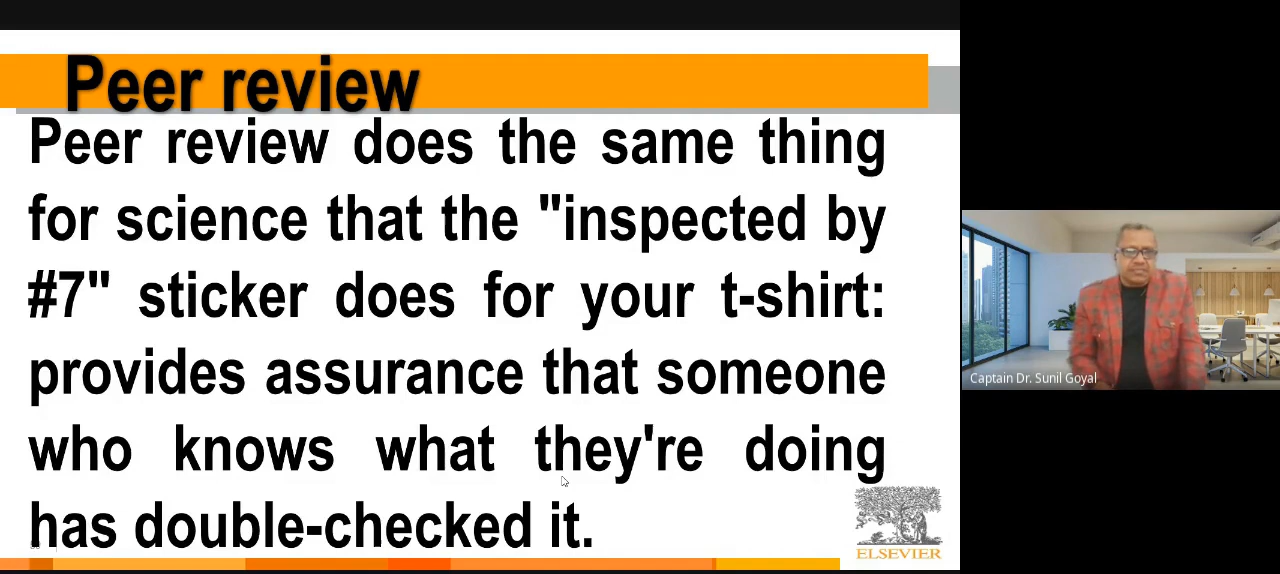 Peer review
Peer review does the same thing
for science that the "inspected by
#7" sticker does for your t-shirt:
provides assurance that someone
who knows what they're doing
has double-checked it.
ELSEVIER
Captain Dr. Sunil Goyal